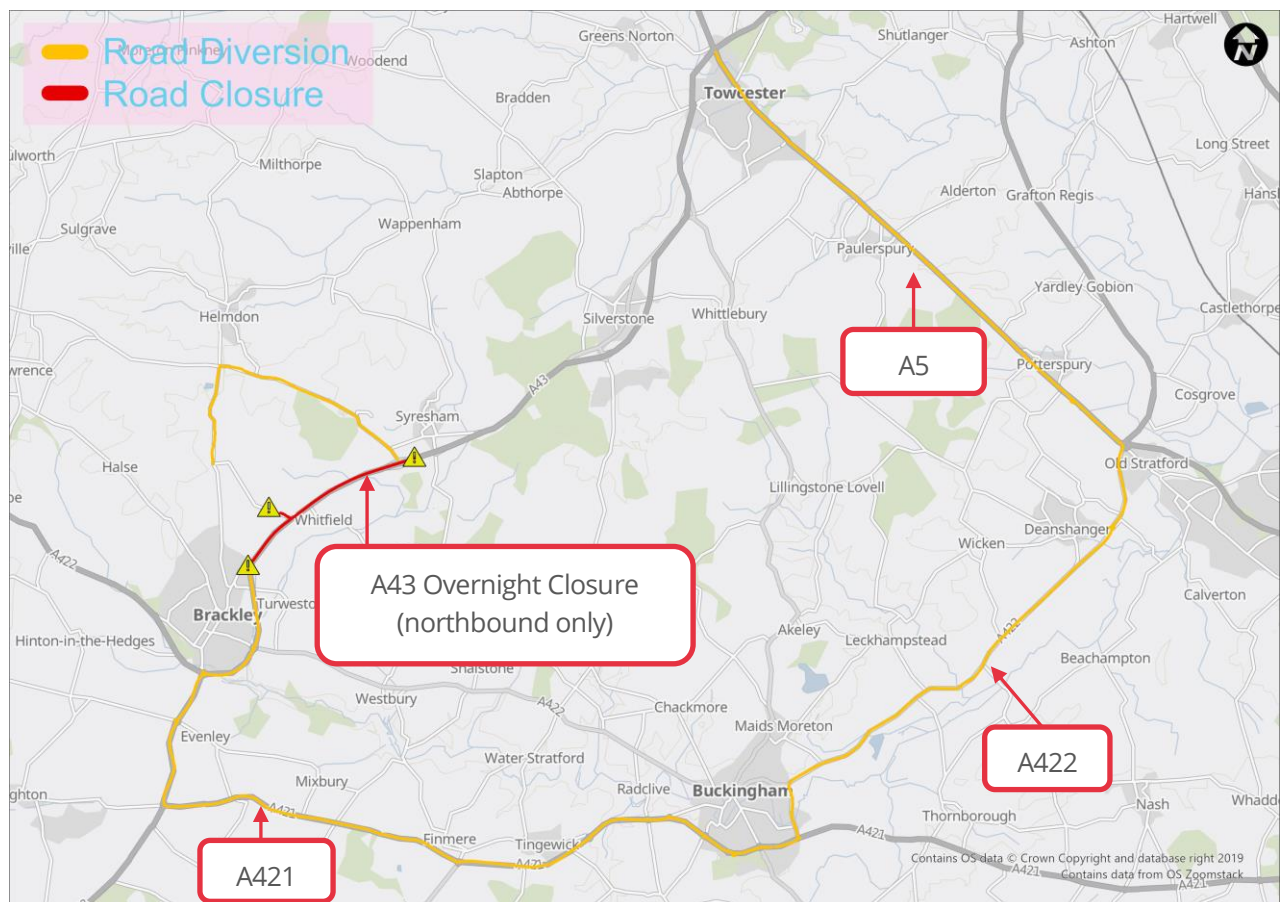 Road Diversion
Road Closure
Woodend
Greens Norton
Shutlanger
Hartwell
Ashton
N
Bradden
Towcester
Long Street
Milthorpe
Slapton
Abthorpe
Alderton
Grafton Regis
Wappenham
Sulgrave
Paulerspury
Yardley Gobion
Castlethorpe
Helmdon
Silverstone
Whittlebury
A5
Potterspury
Cosgrove
A43
Syresham
Halse
Old Stratford
Lillingstone Lovell
Whitfield
Deanshanger
Wicken
A422
A43 Overnight Closure
(northbound only)
Calverton
Brackley
Hinton-in-the-Hedges
Akeley
Leckhampstead
A422
Beachampton
Westbury
A422
Chackmore
Maids Moreton
Evenley
Water Stratford
A422
Mixbury
Radclive
Buckingham
Nash
A421
Thornborough
Finmere
Tingewick
A421
A421
A421
Contains OS data © Crown Copyright and database right 2019
A421
Contains data from OS Zoomstack
A421